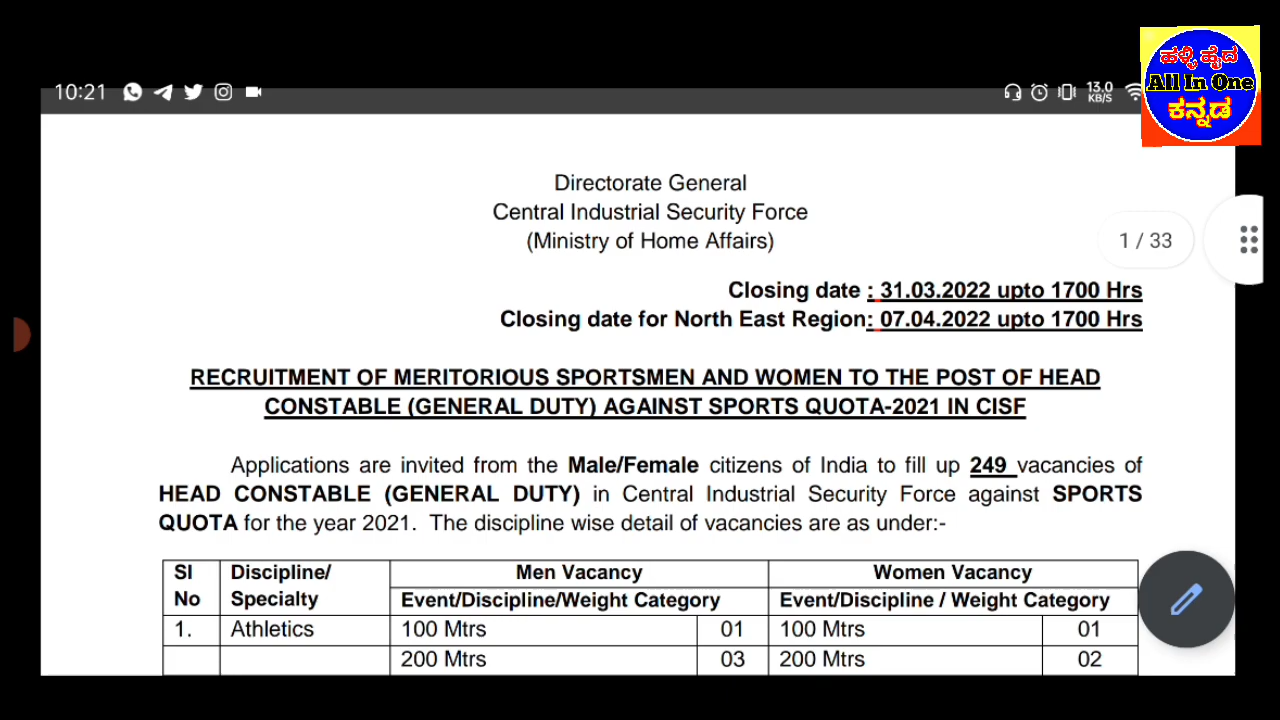 10:21
13.0
KB/S
ಹಳ್ಳಿ ಹೈದ
All In One
ಕನ್ನಡ
Directorate General
Central Industrial Security Force
(Ministry of Home Affairs)
1 / 33
Closing date : 31.03.2022 upto 1700 Hrs
Closing date for North East Region: 07.04.2022 upto 1700 Hrs
RECRUITMENT OF MERITORIOUS SPORTSMEN AND WOMEN TO THE POST OF HEAD
CONSTABLE (GENERAL DUTY) AGAINST SPORTS QUOTA-2021 IN CISF
Applications are invited from the Male/Female citizens of India to fill up 249 vacancies of
HEAD CONSTABLE (GENERAL DUTY) in Central Industrial Security Force against SPORTS
QUOTA for the year 2021. The discipline wise detail of vacancies are as under:-
Sl No Discipline/ Specialty Men Vacancy Women Vacancy
Event/Discipline/Weight Category Event/Discipline / Weight Category
1. Athletics 100 Mtrs 01 100 Mtrs 01
200 Mtrs 03 200 Mtrs 02